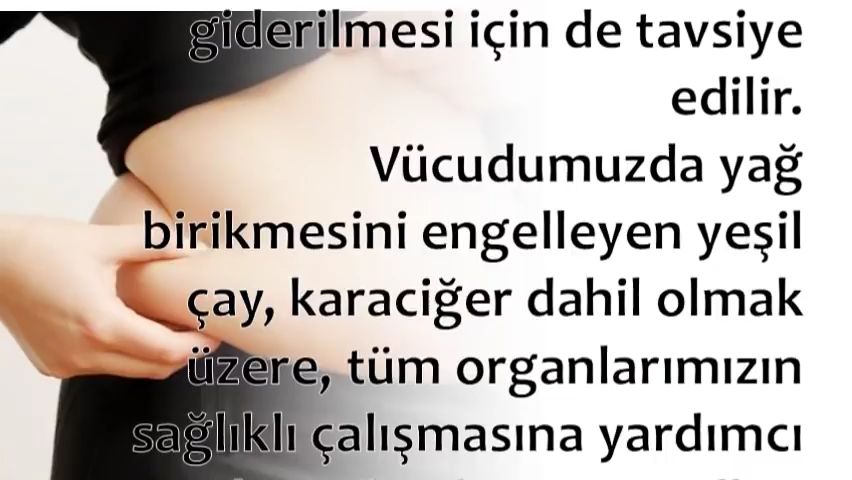 giderilmesi için de tavsiye
edilir.
Vücudumuzda yağ
birikmesini engelleyen yeşil
çay, karaciğer dahil olmak
üzere, tüm organlarımızın
sağlıklı çalışmasına yardımcı